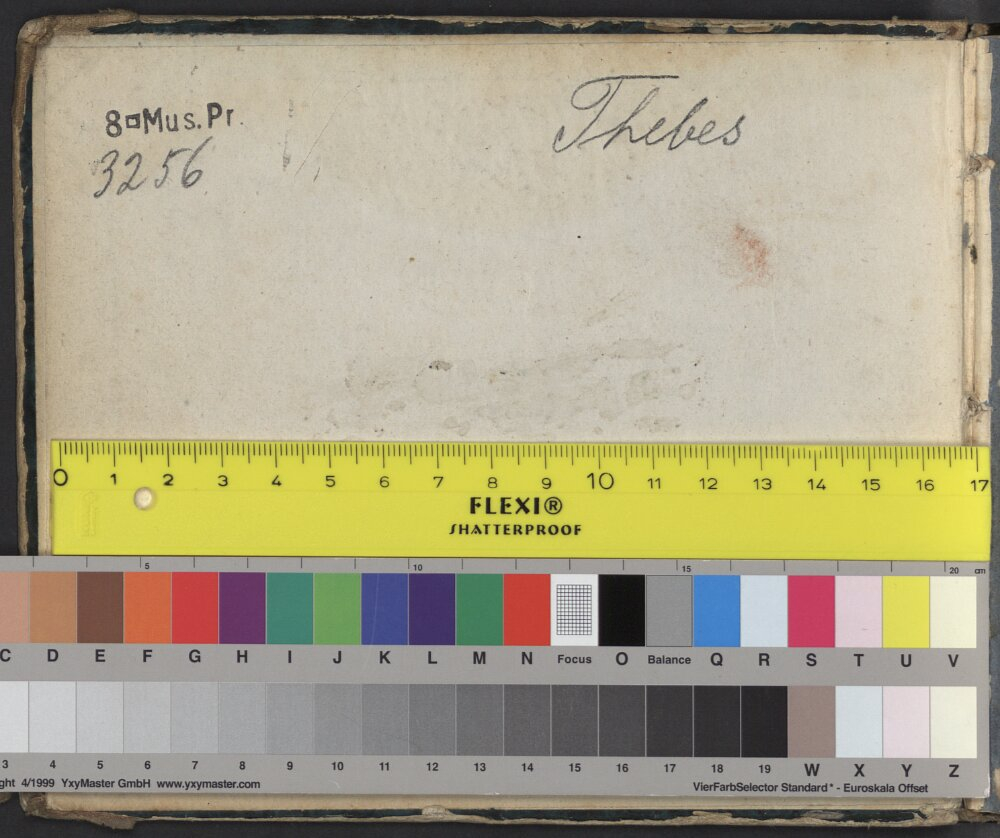 8°Mus.Pr.
3256
Thebes
0 1 2 3 4 5 6 7 8 9 10 11 12 13 14 15 16 17
FLEXI®
SHATTERPROOF
5 10 15 20 cm
C D E F G H I J K L M N Focus O Balance Q R S T U V
3 4 5 6 7 8 9 10 11 12 13 14 15 16 17 18 19 W X Y Z
ght 4/1999 YxyMaster GmbH www.yxymaster.com
VierFarbSelector Standard* - Euroskala Offset